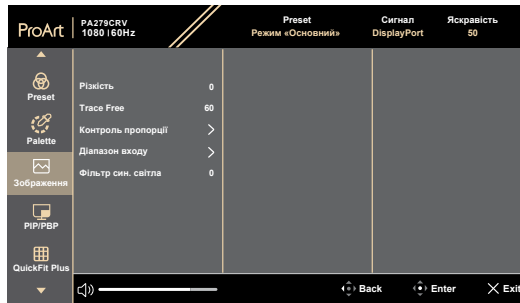 ProArt
PA279CRV
1080 | 60Hz
Preset
Режим «Основний»
Сигнал
DisplayPort
Яскравість
50
Preset
Palette
Зображення
PIP/PBP
QuickFit Plus
Різкість 0
Trace Free 60
Контроль пропорції
Діапазон входу
Фільтр син. світла 0
Back
Enter
Exit